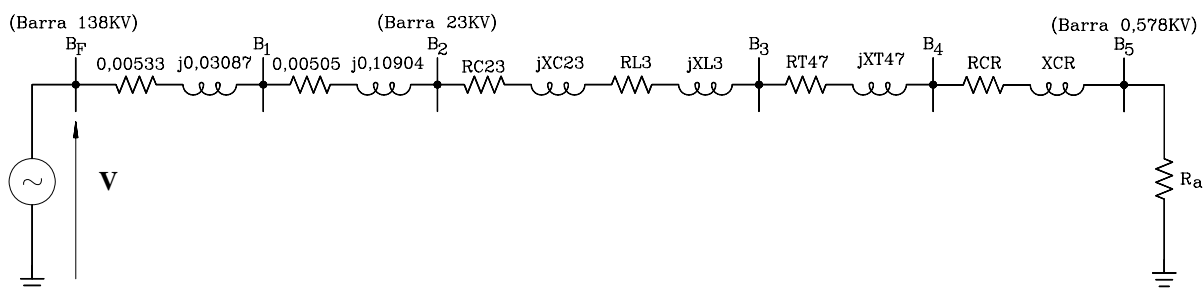 (Barra 138KV)
(Barra 23KV)
(Barra 0,578KV)
BF
B1
B2
B3
B4
B5
0,00533
j0,03087
0,00505
j0,10904
RC23
jXC23
RL3
jXL3
RT47
jXT47
RCR
XCR
V
Ra